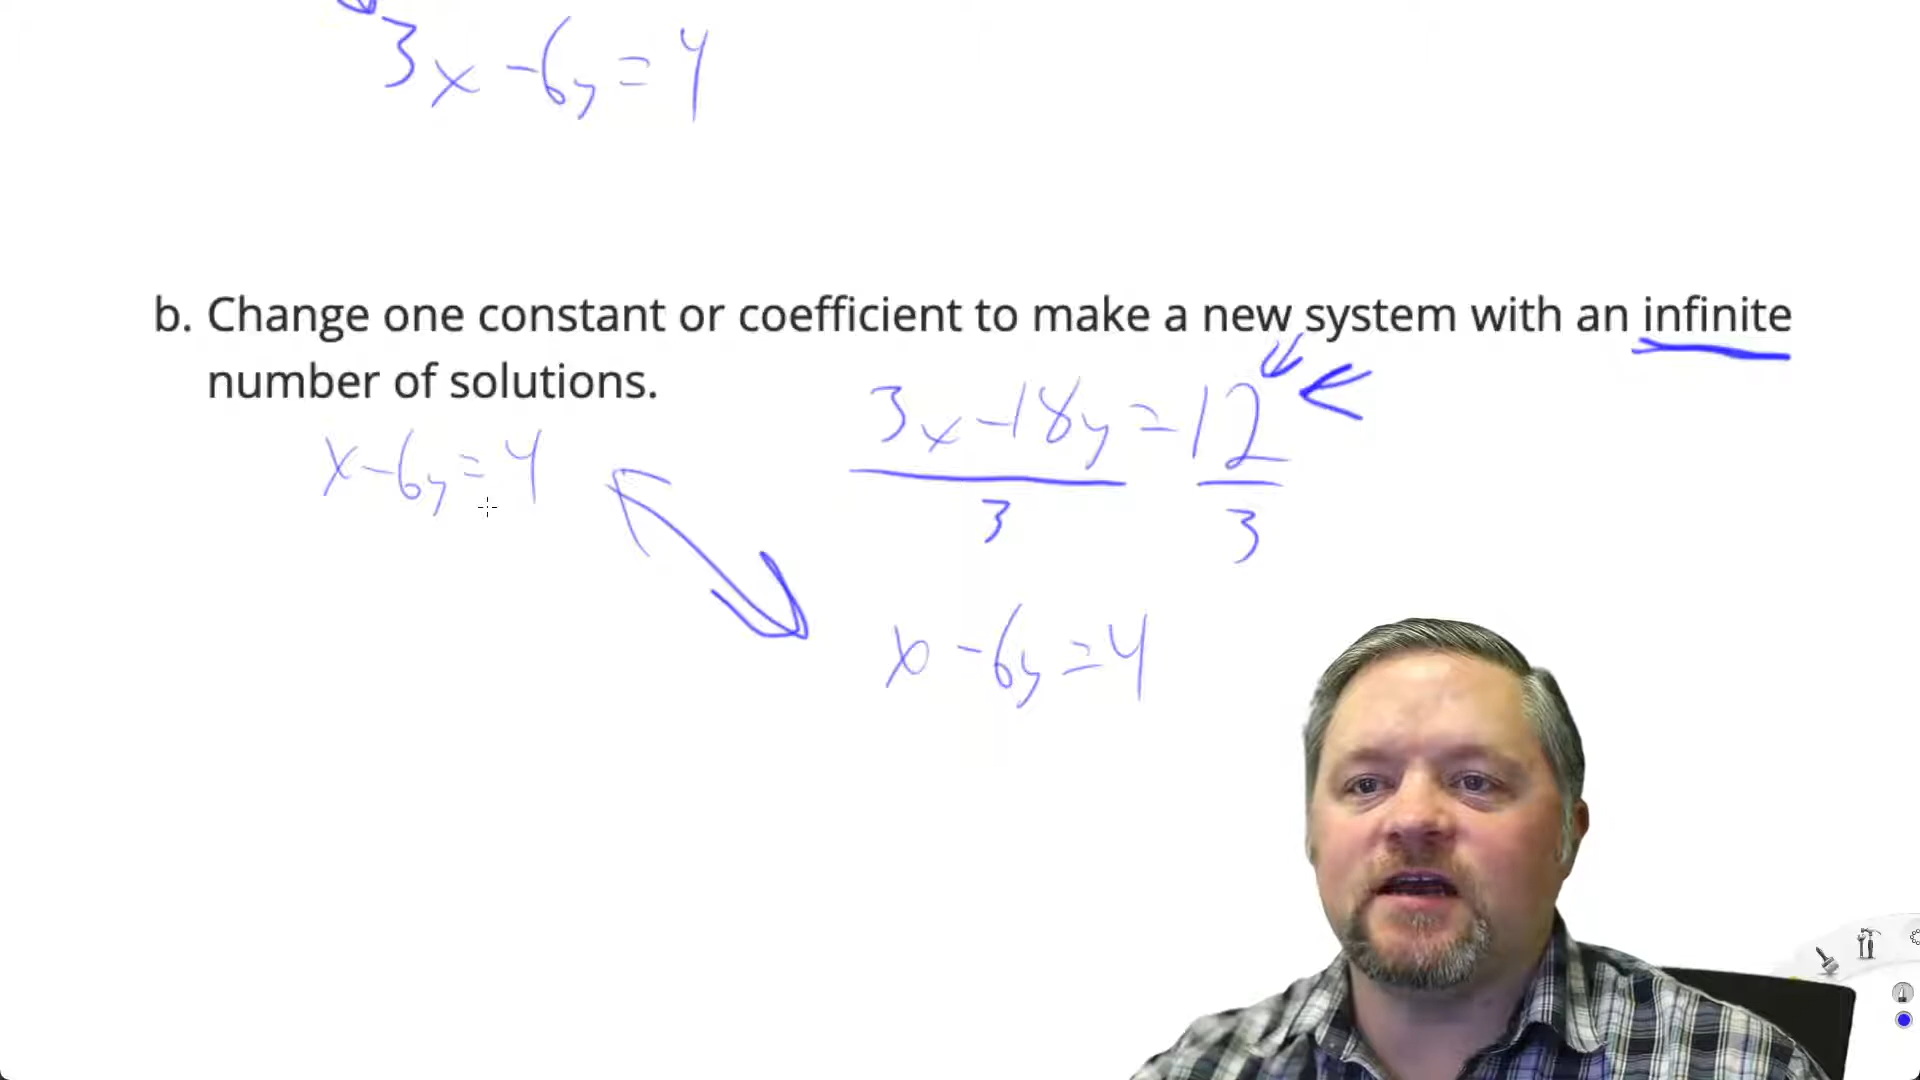 3x - 6y = 4
b. Change one constant or coefficient to make a new system with an infinite
number of solutions.
x - 6y = 4
3x - 18y = 12
3 3
x - 6y = 4